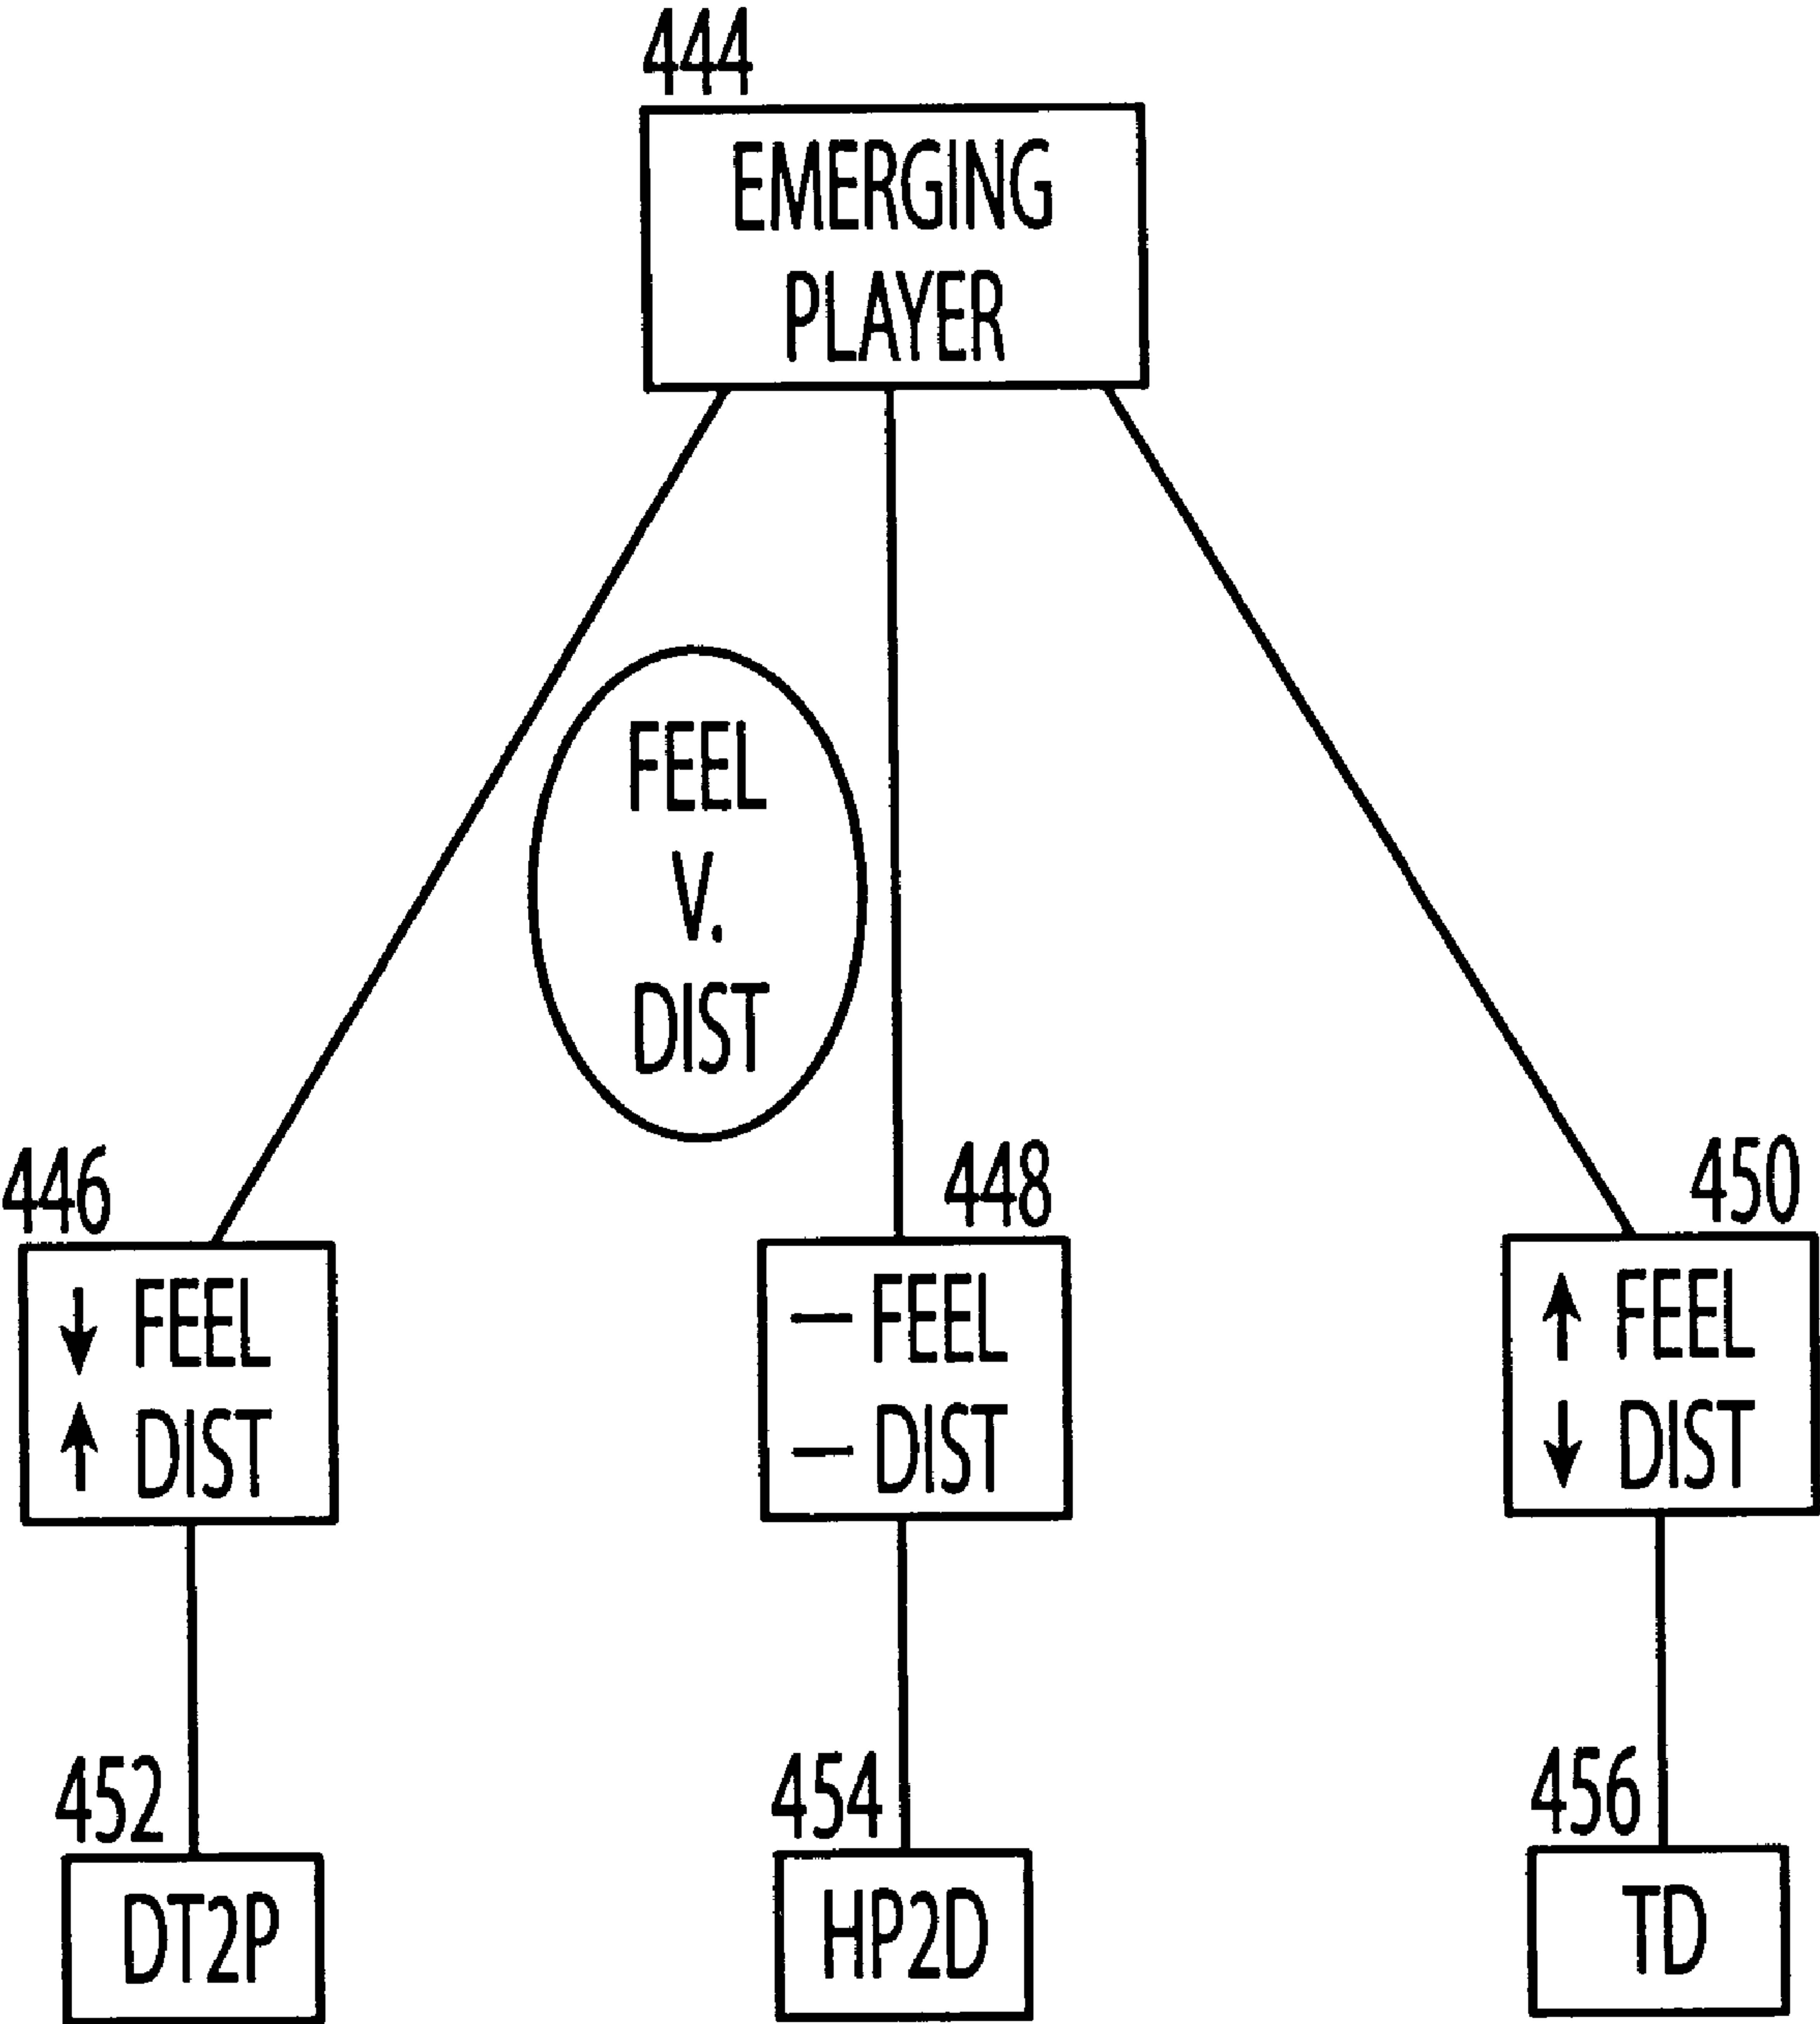 444
EMERGING
PLAYER
FEEL
V.
DIST
446
↓ FEEL
↑ DIST
448
— FEEL
— DIST
450
↑ FEEL
↓ DIST
452
DT2P
454
HP2D
456
TD